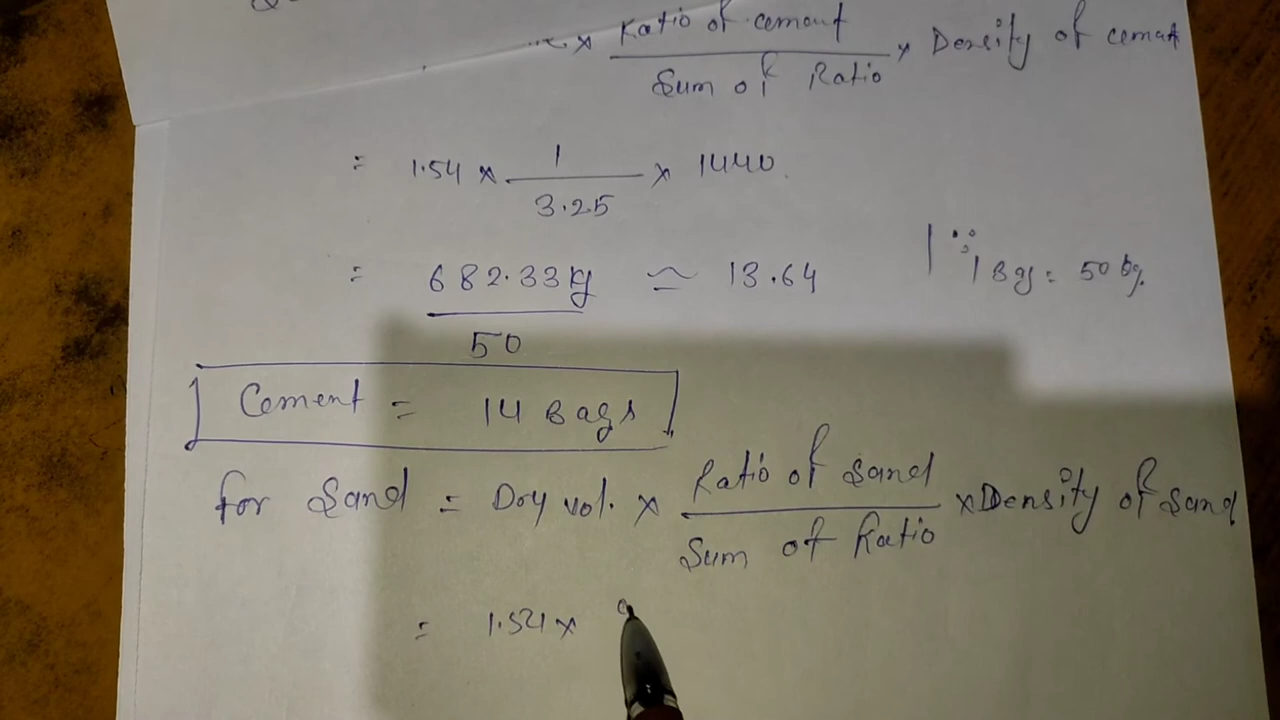 x Ratio of cement x Density of cement
Sum of Ratio
= 1.54 x 1 x 1440
3.25
= 682.33 kg ≃ 13.64
50
1 Bag = 50 kg.
Cement = 14 Bags
for Sand = Dry vol. x Ratio of Sand x Density of Sand
Sum of Ratio
= 1.54 x